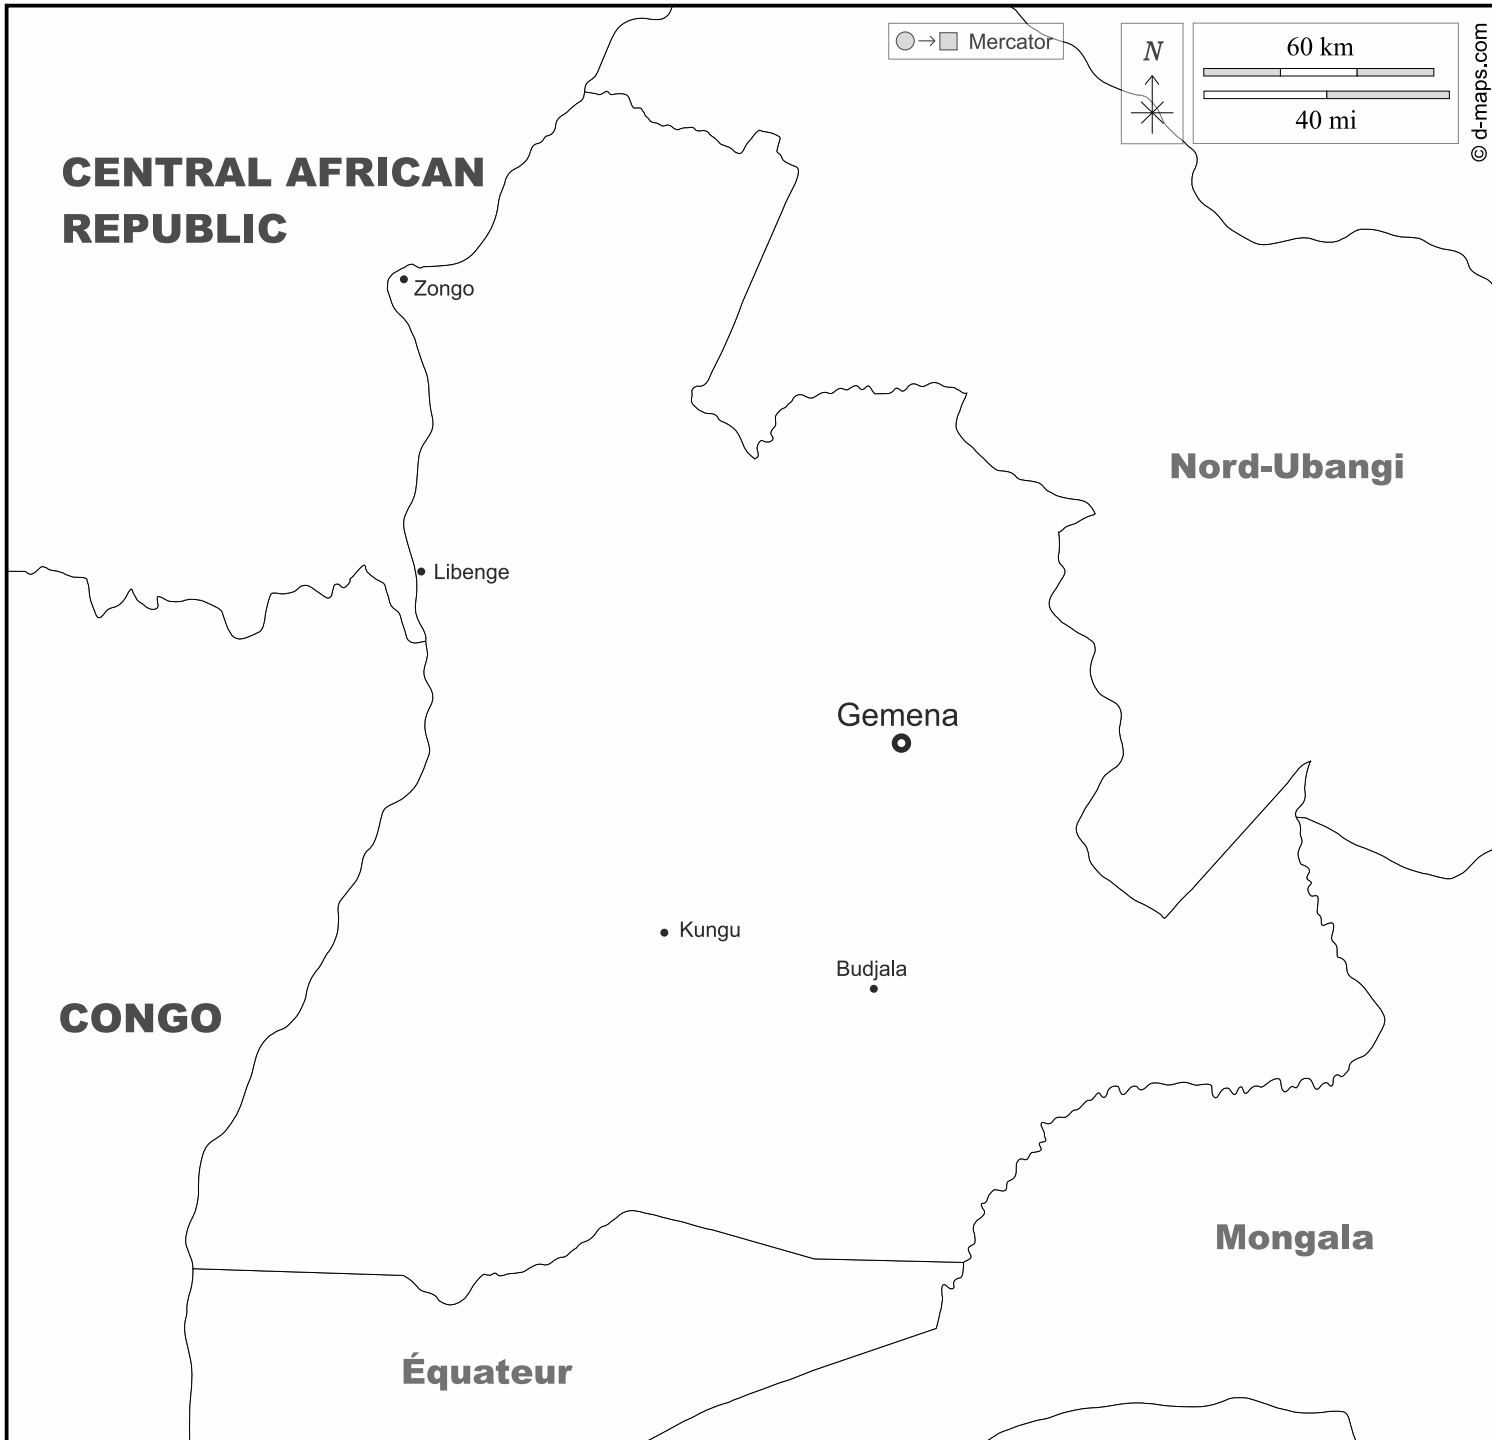 Mercator
N
60 km
40 mi
© d-maps.com
CENTRAL AFRICAN
REPUBLIC
Zongo
Nord-Ubangi
Libenge
Gemena
Kungu
Budjala
CONGO
Mongala
Équateur